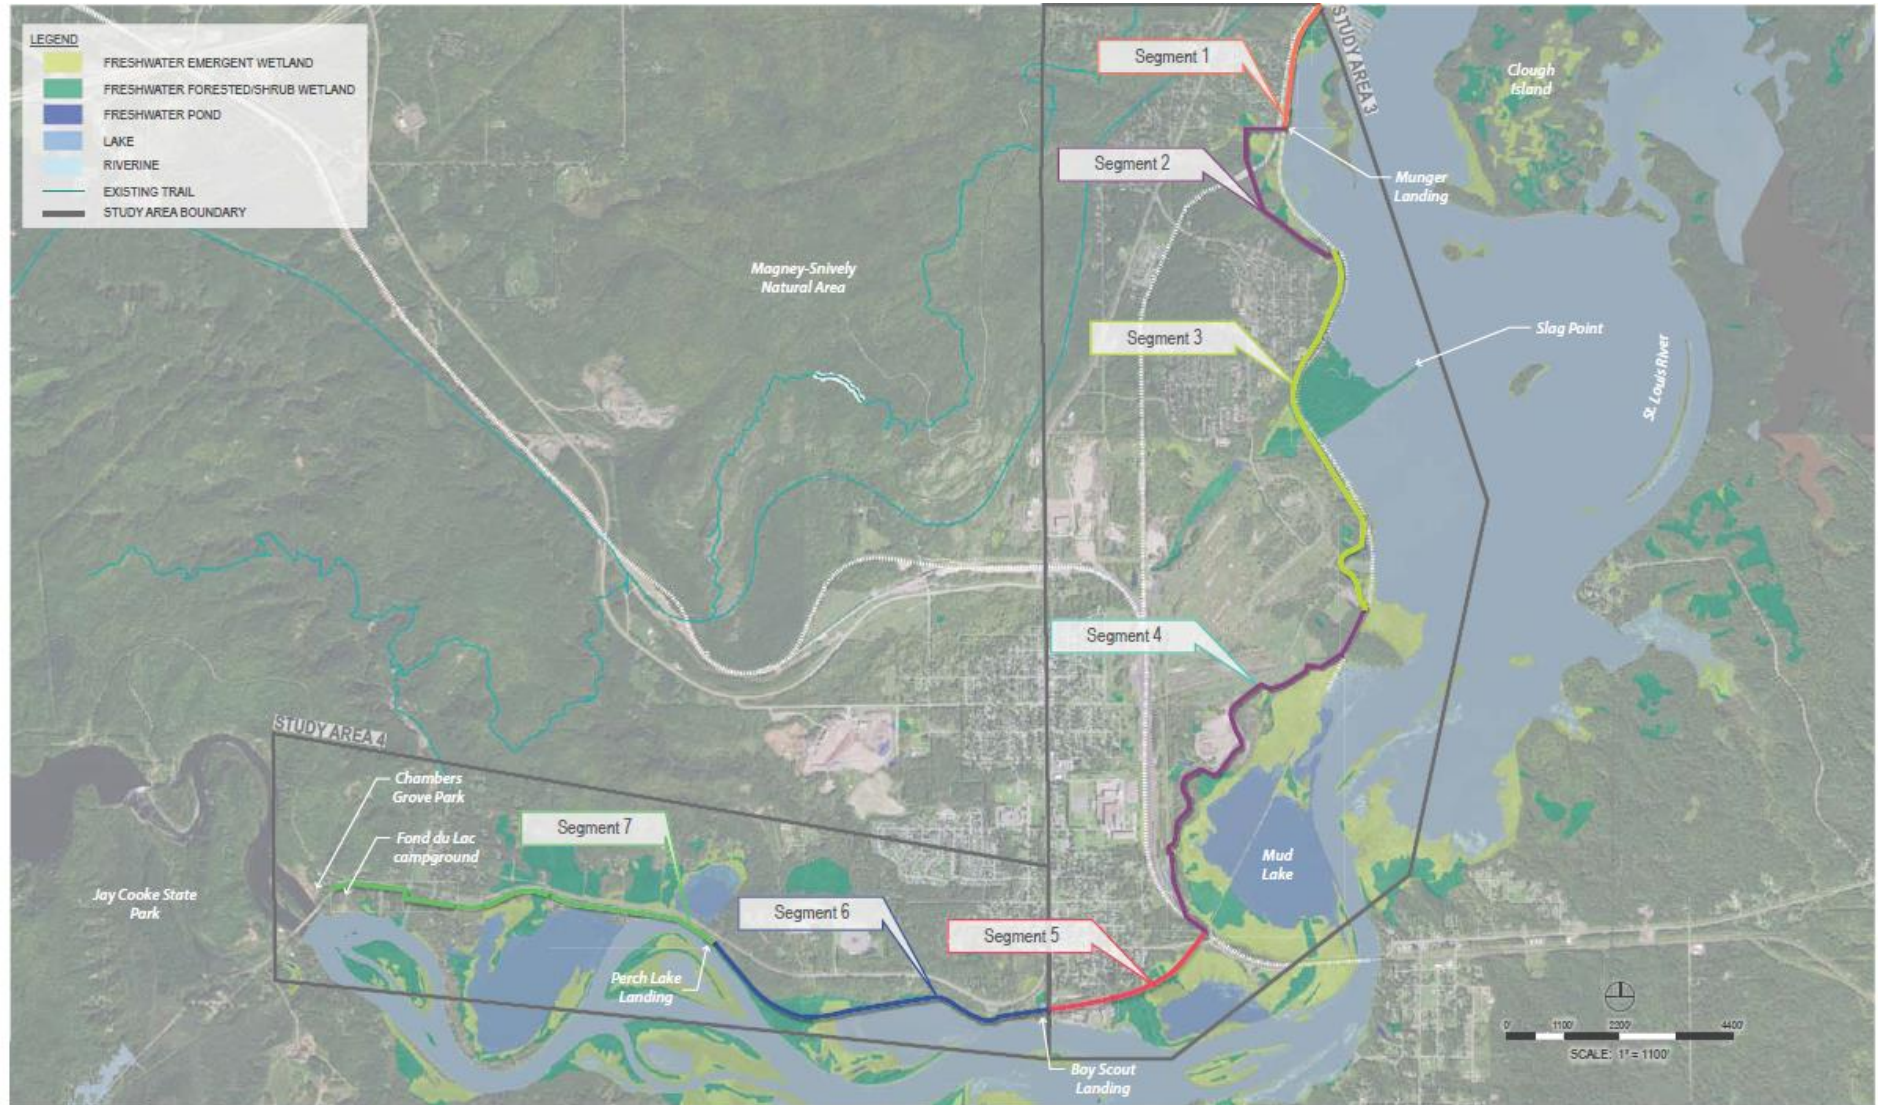 LEGEND
FRESHWATER EMERGENT WETLAND
FRESHWATER FORESTED/SHRUB WETLAND
FRESHWATER POND
LAKE
RIVERINE
EXISTING TRAIL
STUDY AREA BOUNDARY
Segment 1
STUDY AREA 3
Clough
Island
Segment 2
Munger
Landing
Magney-Snively
Natural Area
Segment 3
Slag Point
St. Louis River
Segment 4
STUDY AREA 4
Chambers
Grove Park
Fond du Lac
campground
Segment 7
Mud
Lake
Jay Cooke State
Park
Segment 6
Segment 5
Perch Lake
Landing
Boy Scout
Landing
0' 1100' 2200' 4400'
SCALE: 1" = 1100'